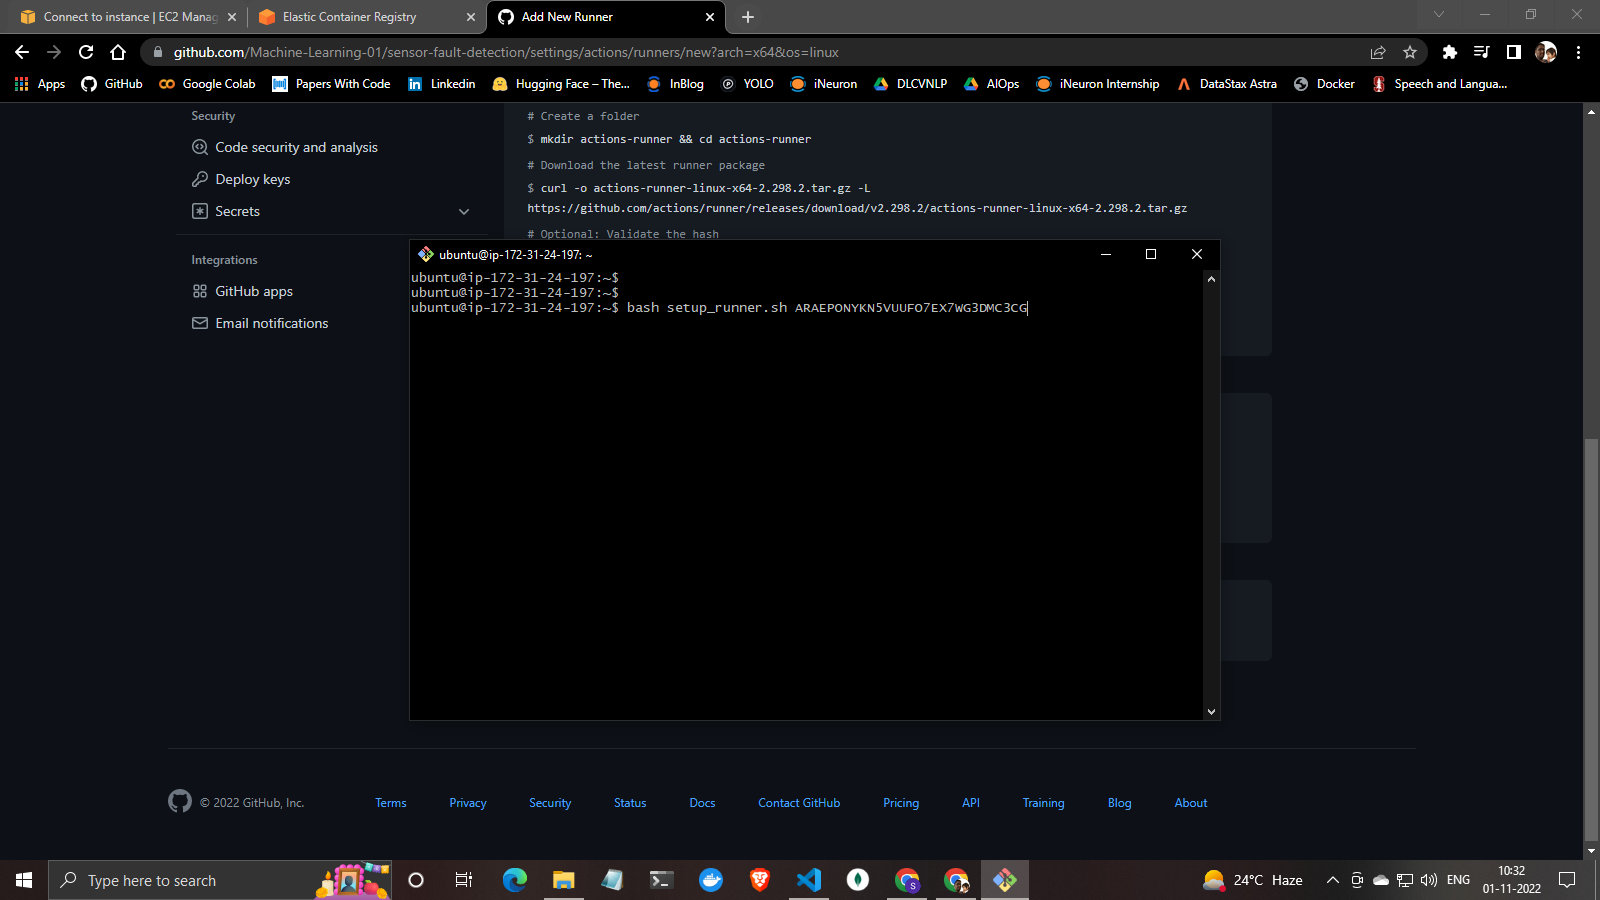 Connect to instance | EC2 Manag
Elastic Container Registry
Add New Runner
github.com/Machine-Learning-01/sensor-fault-detection/settings/actions/runners/new?arch=x64&os=linux
Apps
GitHub
Google Colab
Papers With Code
Linkedin
Hugging Face – The...
InBlog
YOLO
iNeuron
DLCVNLP
AIOps
iNeuron Internship
DataStax Astra
Docker
Speech and Langua...
Security
Code security and analysis
Deploy keys
Secrets
Integrations
GitHub apps
Email notifications
# Create a folder
$ mkdir actions-runner && cd actions-runner
# Download the latest runner package
$ curl -o actions-runner-linux-x64-2.298.2.tar.gz -L
https://github.com/actions/runner/releases/download/v2.298.2/actions-runner-linux-x64-2.298.2.tar.gz
# Optional: Validate the hash
ubuntu@ip-172-31-24-197: ~
ubuntu@ip-172-31-24-197:~$
ubuntu@ip-172-31-24-197:~$
ubuntu@ip-172-31-24-197:~$ bash setup_runner.sh ARAEPONYKN5VUUFO7EX7WG3DMC3CG
© 2022 GitHub, Inc.
Terms
Privacy
Security
Status
Docs
Contact GitHub
Pricing
API
Training
Blog
About
Type here to search
24°C Haze
ENG
10:32
01-11-2022